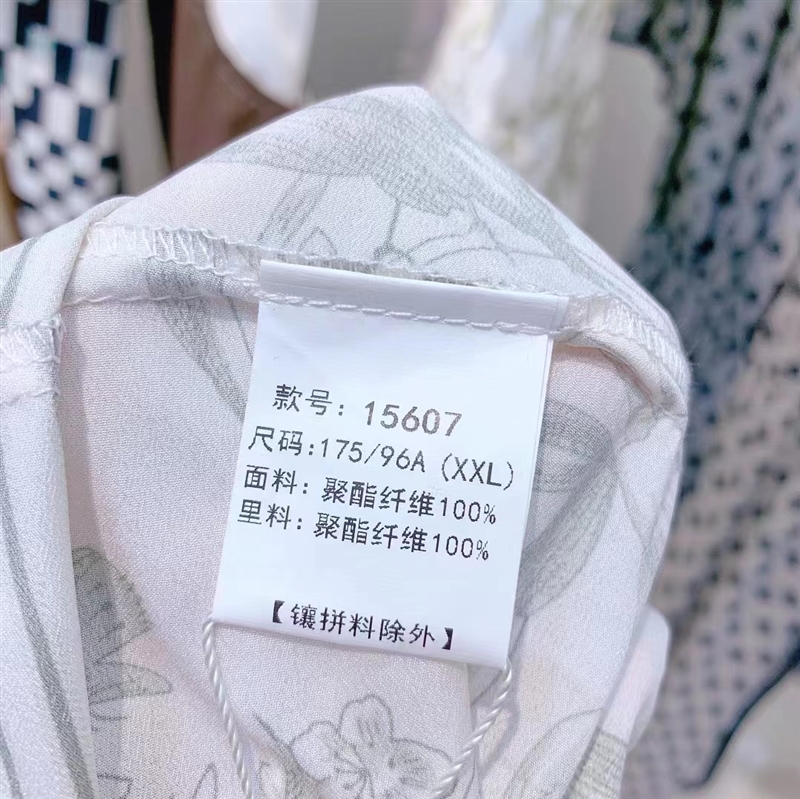 款号: 15607
尺码:175/96A (XXL)
面料: 聚酯纤维100%
里料: 聚酯纤维100%
【镶拼料除外】